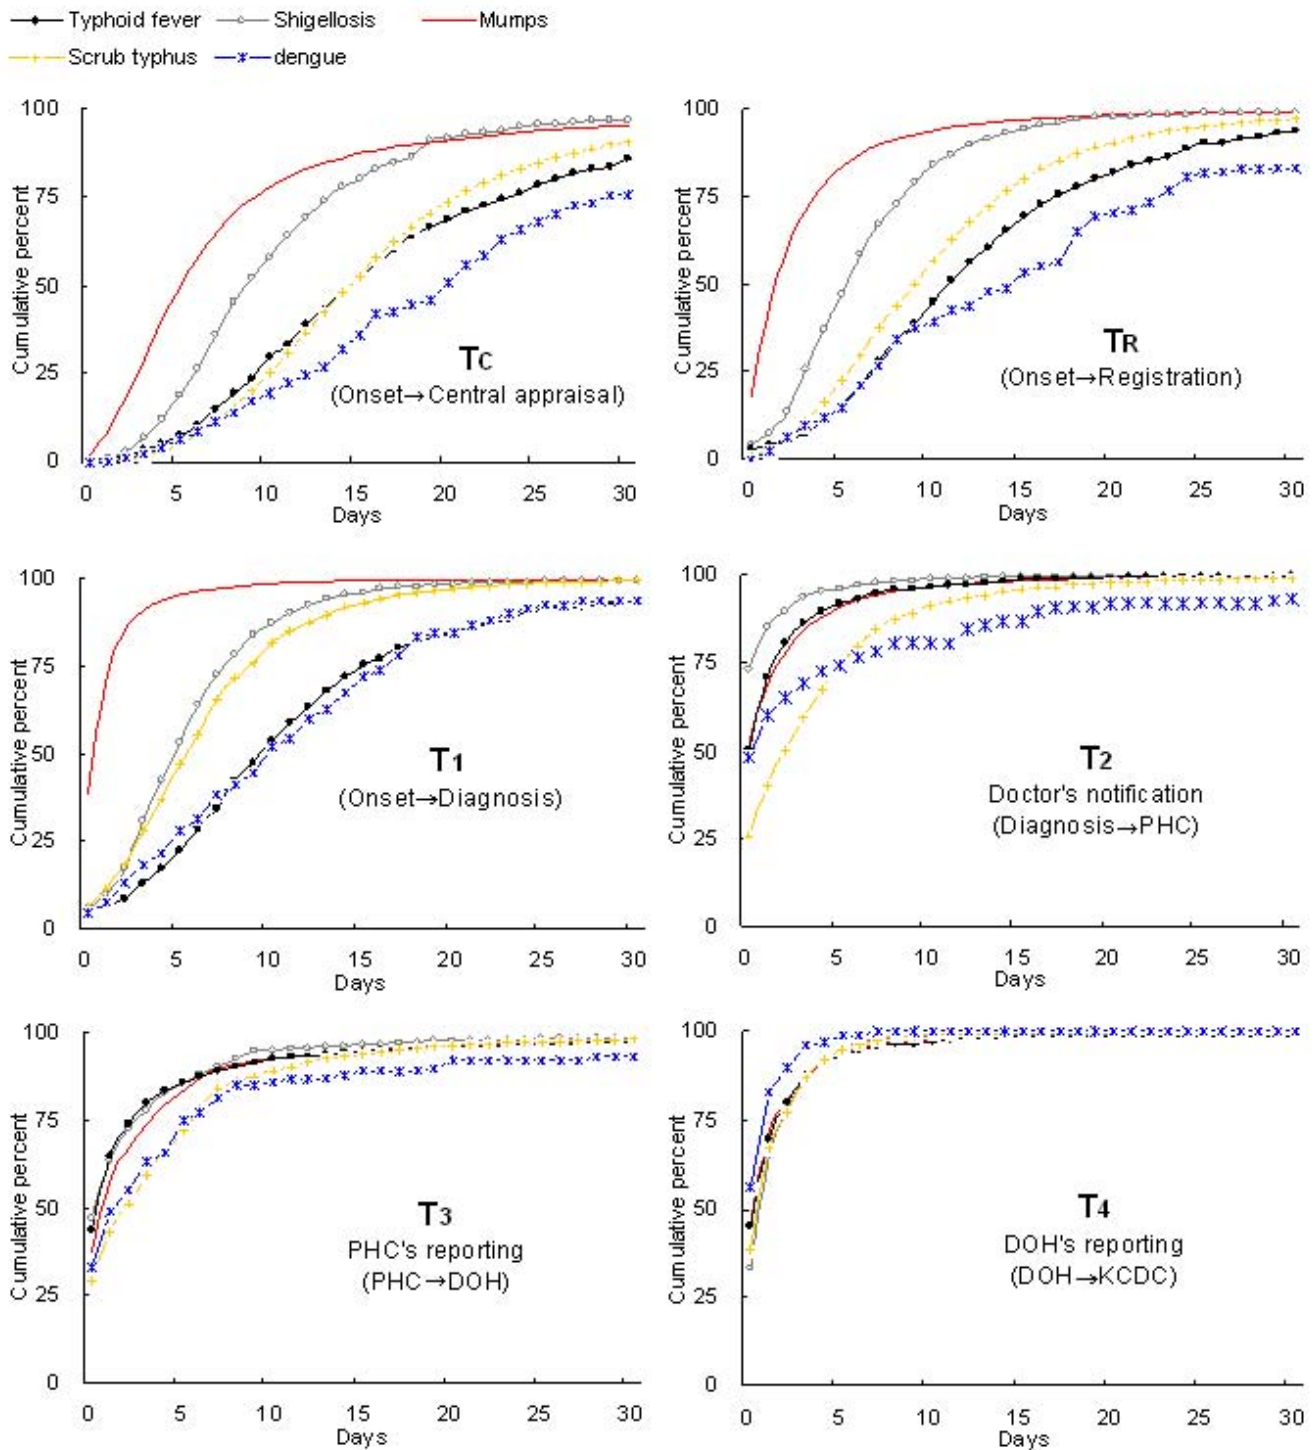 Typhoid fever Shigellosis Mumps
Scrub typhus dengue
100
75
50
25
0
Cumulative percent
TC
(Onset→Central appraisal)
0 5 10 15 20 25 30
Days
100
75
50
25
0
Cumulative percent
TR
(Onset→Registration)
0 5 10 15 20 25 30
Days
100
75
50
25
0
Cumulative percent
T1
(Onset→Diagnosis)
0 5 10 15 20 25 30
Days
100
75
50
25
0
Cumulative percent
T2
Doctor's notification
(Diagnosis→PHC)
0 5 10 15 20 25 30
Days
100
75
50
25
0
Cumulative percent
T3
PHC's reporting
(PHC→DOH)
0 5 10 15 20 25 30
Days
100
75
50
25
0
Cumulative percent
T4
DOH's reporting
(DOH→KCDC)
0 5 10 15 20 25 30
Days